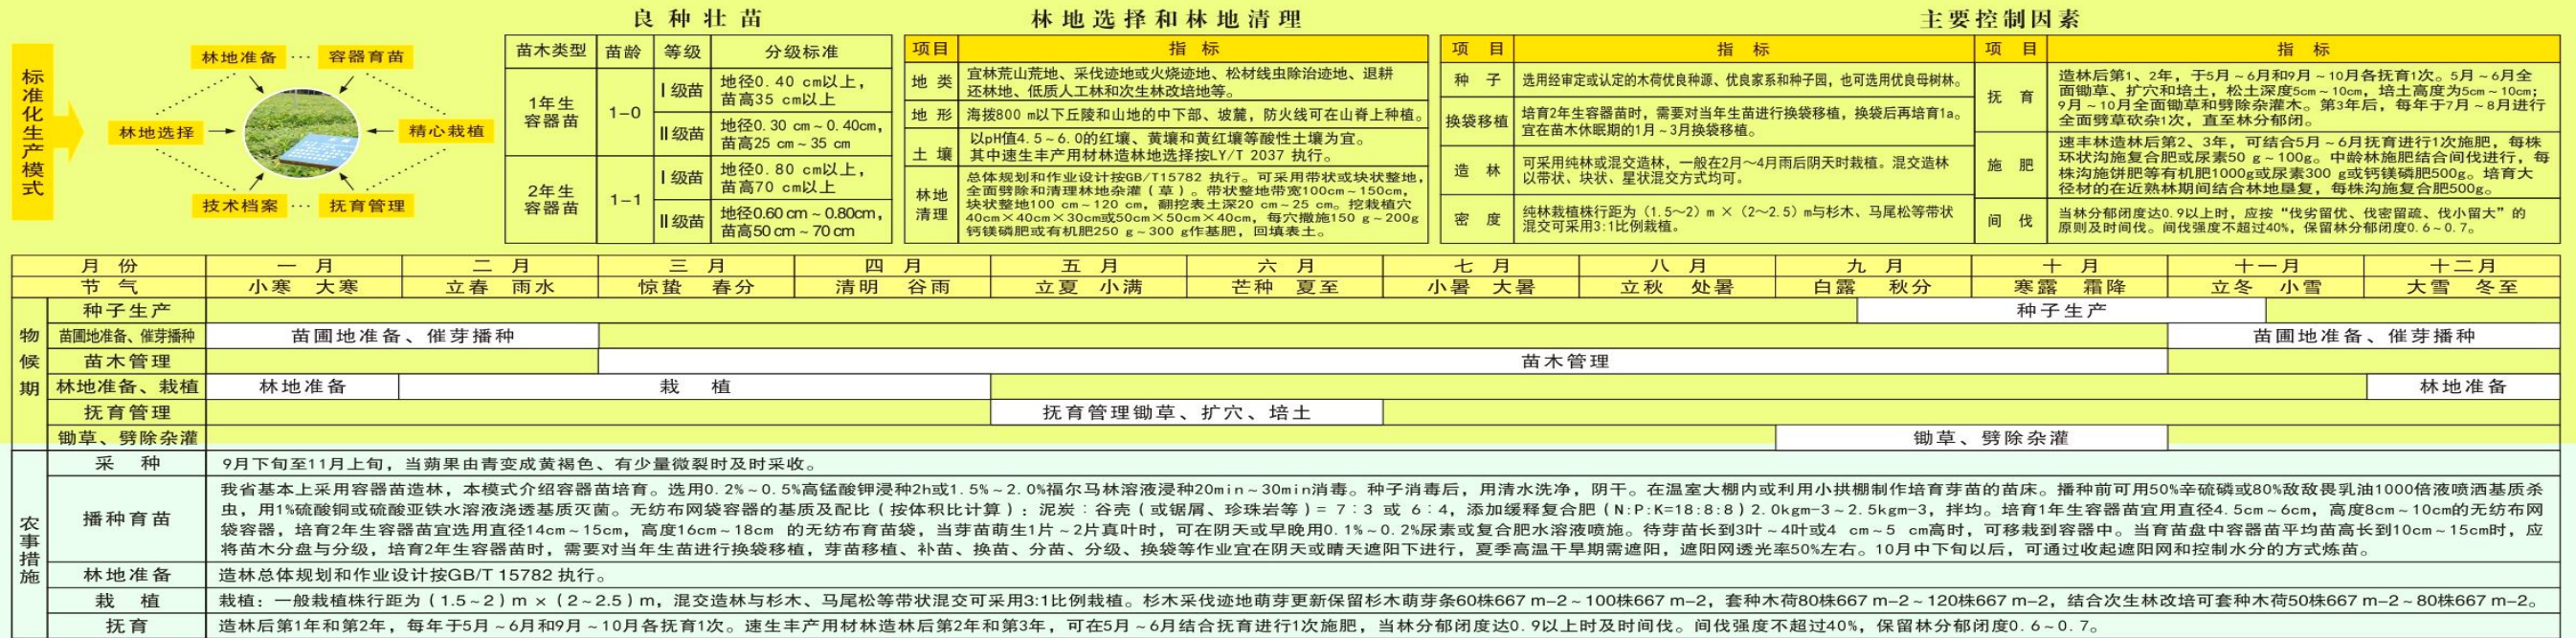 标准化生产模式
林地准备 … 容器育苗
林地选择
精心栽植
技术档案 … 抚育管理
良种壮苗
苗木类型 苗龄 等级 分级标准
1年生
容器苗
1-0
Ⅰ级苗
地径0.40 cm以上，
苗高35 cm以上
Ⅱ级苗
地径0.30 cm~0.40cm，
苗高25 cm~35 cm
2年生
容器苗
1-1
Ⅰ级苗
地径0.80 cm以上，
苗高70 cm以上
Ⅱ级苗
地径0.60 cm~0.80cm，
苗高50 cm~70 cm
林地选择和林地清理
项目 指标
地类
宜林荒山荒地、采伐迹地或火烧迹地、松材线虫除治迹地、退耕
还林地、低质人工林和次生林改培地等。
地形 海拨800 m以下丘陵和山地的中下部、坡麓，防火线可在山脊上种植。
土壤
以pH值4.5~6.0的红壤、黄壤和黄红壤等酸性土壤为宜。
其中速生丰产用材林造林地选择按LY/T 2037 执行。
林地
清理
总体规划和作业设计按GB/T15782 执行。可采用带状或块状整地，
全面劈除和清理林地杂灌（草）。带状整地带宽100cm~150cm，
块状整地100 cm~120 cm，翻挖表土深20 cm~25 cm。挖栽植穴
40cm×40cm×30cm或50cm×50cm×40cm，每穴撒施150 g~200g
钙镁磷肥或有机肥250 g~300 g作基肥，回填表土。
主要控制因素
项目 指标
种子 选用经审定或认定的木荷优良种源、优良家系和种子园，也可选用优良母树林。
换袋移植
培育2年生容器苗时，需要对当年生苗进行换袋移植，换袋后再培育1a。
宜在苗木休眠期的1月~3月换袋移植。
造林
可采用纯林或混交造林，一般在2月～4月雨后阴天时栽植。混交造林
以带状、块状、星状混交方式均可。
密度
纯林栽植株行距为（1.5～2）m ×（2～2.5）m与杉木、马尾松等带状
混交可采用3:1比例栽植。
项目 指标
抚育
造林后第1、2年，于5月~6月和9月~10月各抚育1次。5月~6月全
面锄草、扩穴和培土，松土深度5cm~10cm，培土高度为5cm~10cm；
9月~10月全面锄草和劈除杂灌木。第3年后，每年于7月~8月进行
全面劈草砍杂1次，直至林分郁闭。
施肥
速丰林造林后第2、3年，可结合5月~6月抚育进行1次施肥，每株
环状沟施复合肥或尿素50 g~100g。中龄林施肥结合间伐进行，每
株沟施饼肥等有机肥1000g或尿素300 g或钙镁磷肥500g。培育大
径材的在近熟林期间结合林地垦复，每株沟施复合肥500g。
间伐
当林分郁闭度达0.9以上时，应按“伐劣留优、伐密留疏、伐小留大”的
原则及时间伐。间伐强度不超过40%，保留林分郁闭度0.6~0.7。
月份 一月 二月 三月 四月 五月 六月 七月 八月 九月 十月 十一月 十二月
节气 小寒 大寒 立春 雨水 惊蛰 春分 清明 谷雨 立夏 小满 芒种 夏至 小暑 大暑 立秋 处暑 白露 秋分 寒露 霜降 立冬 小雪 大雪 冬至
物候期
种子生产 种子生产
苗圃地准备、催芽播种 苗圃地准备、催芽播种 苗圃地准备、催芽播种
苗木管理 苗木管理
林地准备、栽植 林地准备 栽植 林地准备
抚育管理 抚育管理锄草、扩穴、培土
锄草、劈除杂灌 锄草、劈除杂灌
农事措施
采种 9月下旬至11月上旬，当蒴果由青变成黄褐色、有少量微裂时及时采收。
播种育苗
我省基本上采用容器苗造林，本模式介绍容器苗培育。选用0.2%~0.5%高锰酸钾浸种2h或1.5%~2.0%福尔马林溶液浸种20min~30min消毒。种子消毒后，用清水洗净，阴干。在温室大棚内或利用小拱棚制作培育芽苗的苗床。播种前可用50%辛硫磷或80%敌敌畏乳油1000倍液喷洒基质杀
虫，用1%硫酸铜或硫酸亚铁水溶液浇透基质灭菌。无纺布网袋容器的基质及配比（按体积比计算）：泥炭：谷壳（或锯屑、珍珠岩等）= 7：3 或 6：4，添加缓释复合肥（N:P:K=18:8:8）2.0kgm-3~2.5kgm-3，拌均。培育1年生容器苗宜用直径4.5cm~6cm，高度8cm~10cm的无纺布网
袋容器，培育2年生容器苗宜选用直径14cm~15cm，高度16cm~18cm 的无纺布育苗袋，当芽苗萌生1片~2片真叶时，可在阴天或早晚用0.1%~0.2%尿素或复合肥水溶液喷施。待芽苗长到3叶~4叶或4 cm~5 cm高时，可移栽到容器中。当育苗盘中容器苗平均苗高长到10cm~15cm时，应
将苗木分盘与分级，培育2年生容器苗时，需要对当年生苗进行换袋移植，芽苗移植、补苗、换苗、分苗、分级、换袋等作业宜在阴天或晴天遮阳下进行，夏季高温干旱期需遮阳，遮阳网透光率50%左右。10月中下旬以后，可通过收起遮阳网和控制水分的方式炼苗。
林地准备 造林总体规划和作业设计按GB/T 15782 执行。
栽植 栽植：一般栽植株行距为（1.5~2）m ×（2~2.5）m，混交造林与杉木、马尾松等带状混交可采用3:1比例栽植。杉木采伐迹地萌芽更新保留杉木萌芽条60株667 m-2~100株667 m-2，套种木荷80株667 m-2~120株667 m-2，结合次生林改培可套种木荷50株667 m-2~80株667 m-2。
抚育 造林后第1年和第2年，每年于5月~6月和9月~10月各抚育1次。速生丰产用材林造林后第2年和第3年，可在5月~6月结合抚育进行1次施肥，当林分郁闭度达0.9以上时及时间伐。间伐强度不超过40%，保留林分郁闭度0.6~0.7。